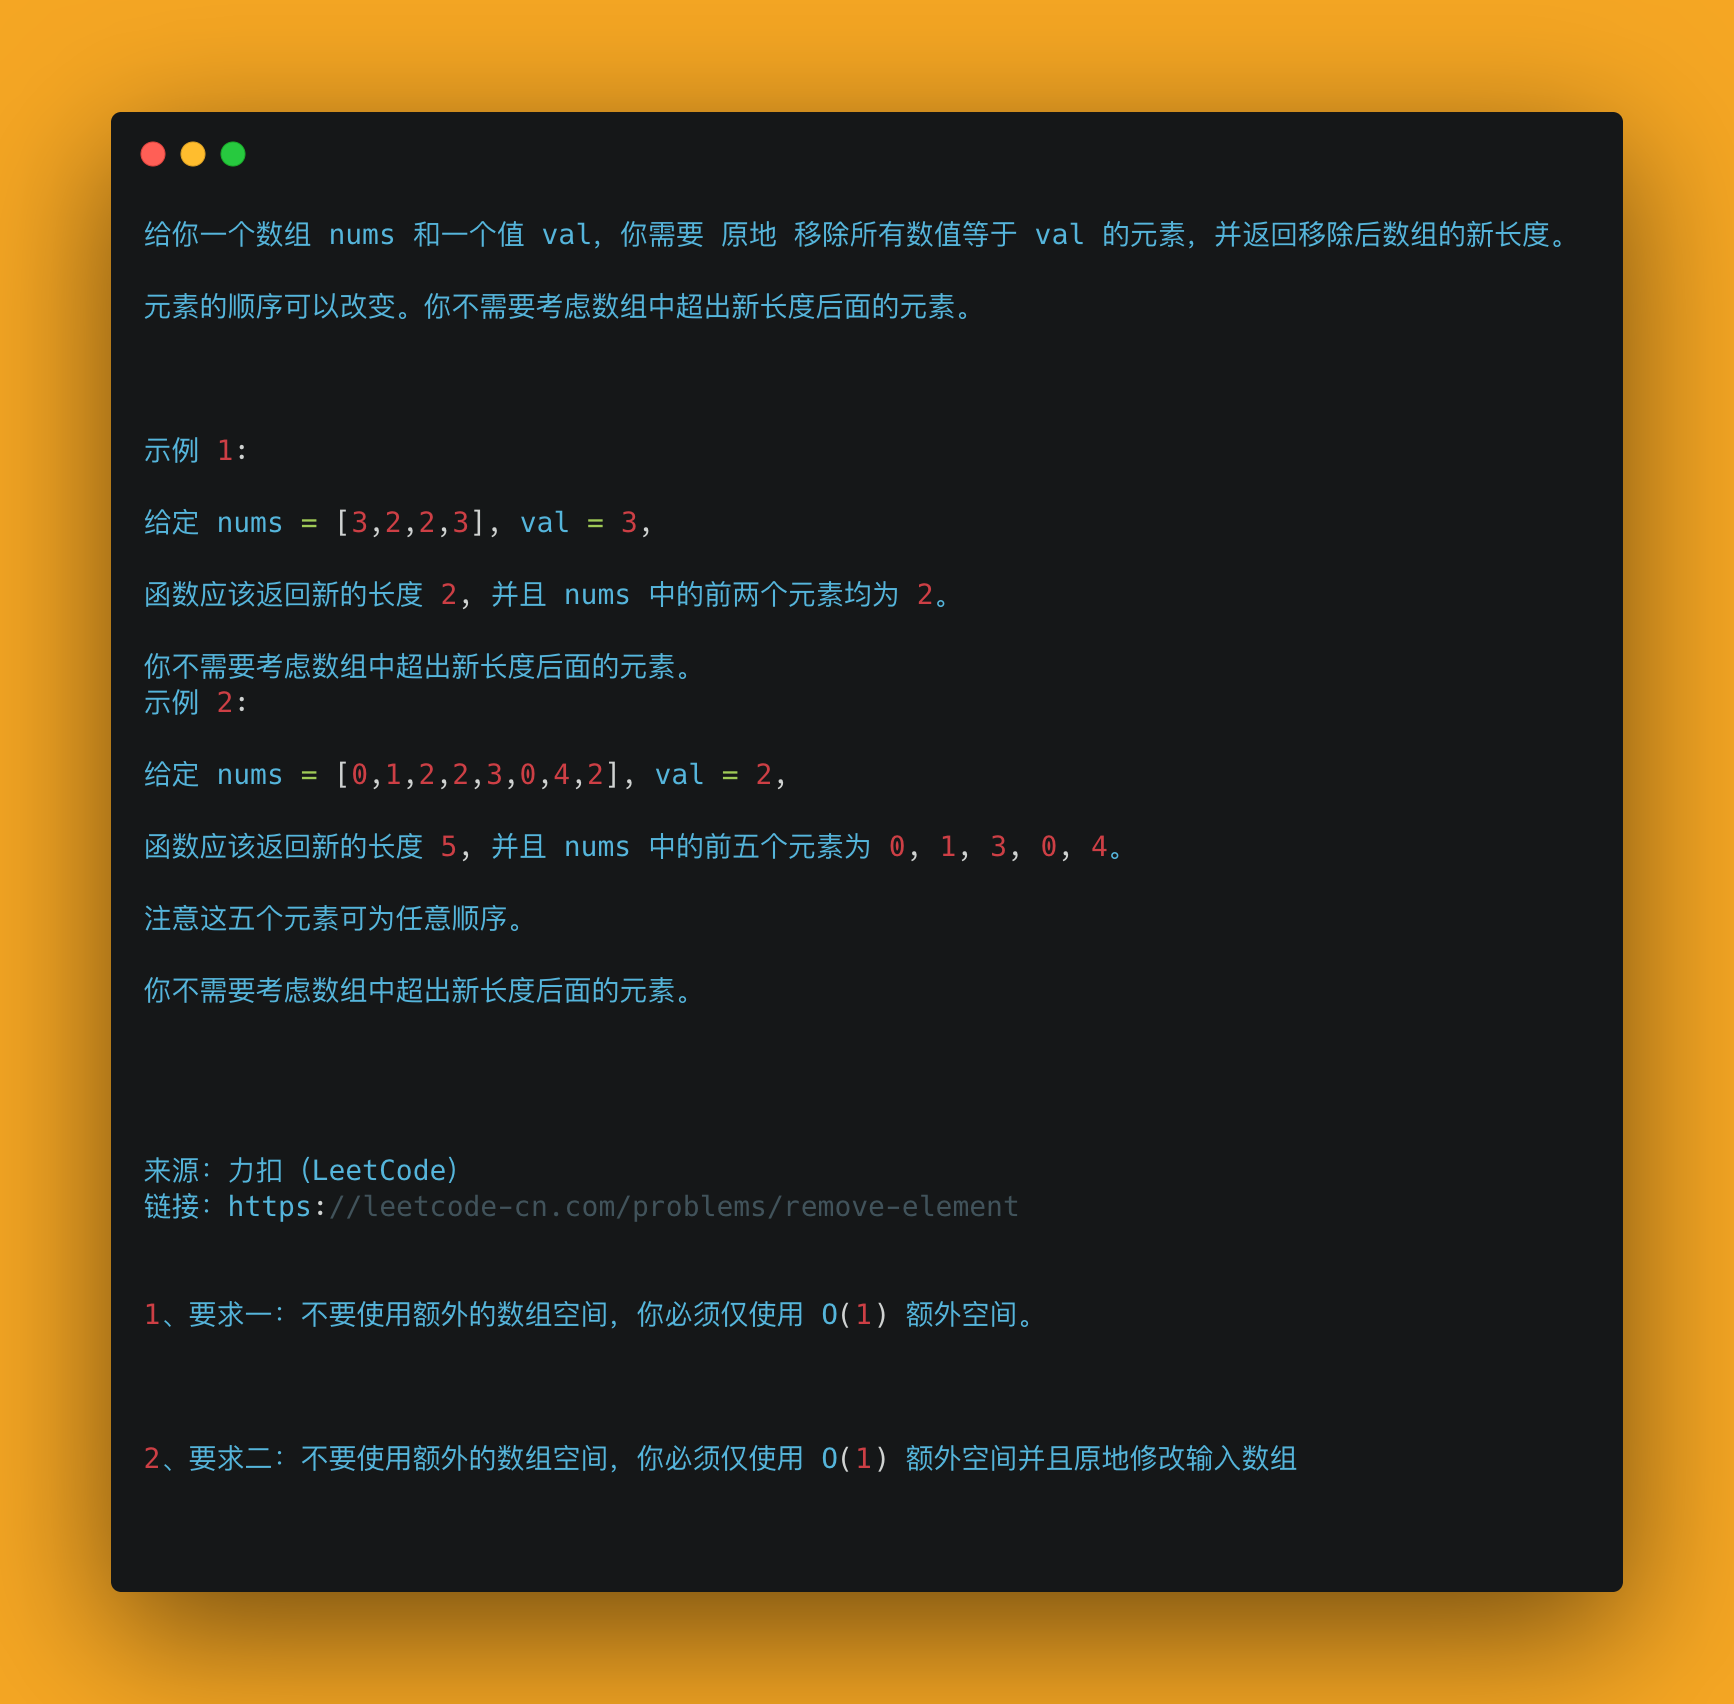 给你一个数组 nums 和一个值 val，你需要 原地 移除所有数值等于 val 的元素，并返回移除后数组的新长度。
元素的顺序可以改变。你不需要考虑数组中超出新长度后面的元素。
示例 1:
给定 nums = [3,2,2,3], val = 3,
函数应该返回新的长度 2, 并且 nums 中的前两个元素均为 2。
你不需要考虑数组中超出新长度后面的元素。
示例 2:
给定 nums = [0,1,2,2,3,0,4,2], val = 2,
函数应该返回新的长度 5, 并且 nums 中的前五个元素为 0, 1, 3, 0, 4。
注意这五个元素可为任意顺序。
你不需要考虑数组中超出新长度后面的元素。
来源：力扣（LeetCode）
链接：https://leetcode-cn.com/problems/remove-element
1、要求一：不要使用额外的数组空间，你必须仅使用 O(1) 额外空间。
2、要求二：不要使用额外的数组空间，你必须仅使用 O(1) 额外空间并且原地修改输入数组